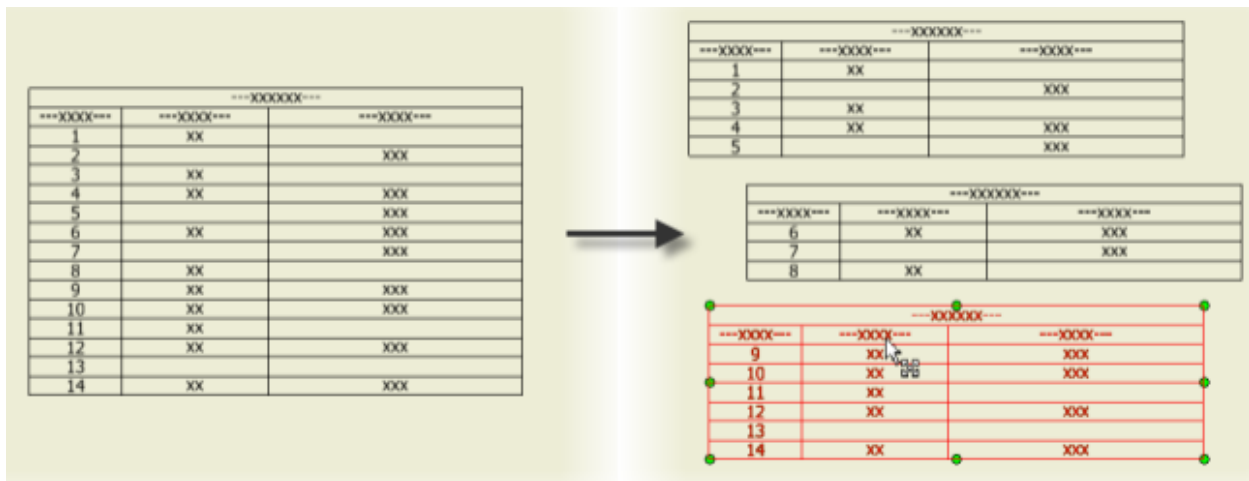 ---XXXXXX---
---XXXX--- ---XXXX--- ---XXXX---
1 XX
2 XXX
3 XX
4 XX XXX
5 XXX
6 XX XXX
7 XXX
8 XX
9 XX XXX
10 XX XXX
11 XX
12 XX XXX
13
14 XX XXX
---XXXXXX---
---XXXX--- ---XXXX--- ---XXXX---
1 XX
2 XXX
3 XX
4 XX XXX
5 XXX
---XXXXXX---
---XXXX--- ---XXXX--- ---XXXX---
6 XX XXX
7 XXX
8 XX
---XXXXXX---
---XXXX--- ---XXXX--- ---XXXX---
9 XX XXX
10 XX XXX
11 XX
12 XX XXX
13
14 XX XXX